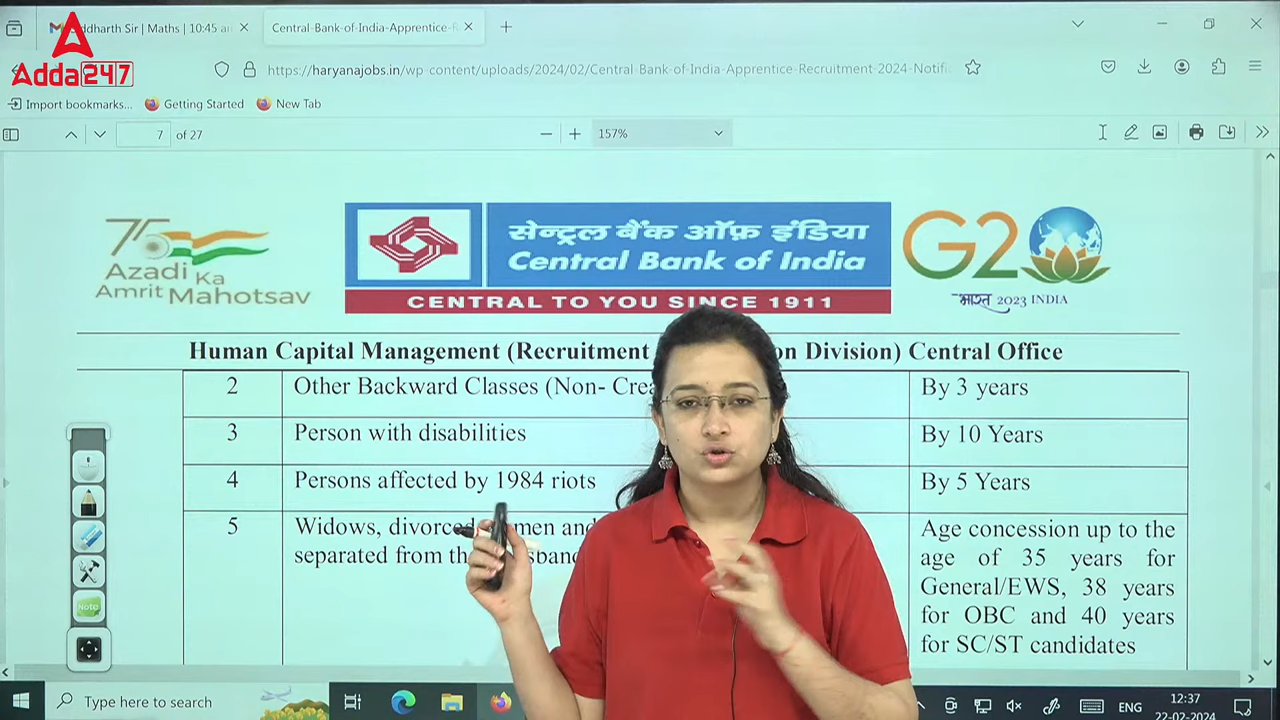 ddharth Sir | Maths | 10:45 a
Central-Bank-of-India-Apprentice-R
Adda247
https://haryanajobs.in/wp-content/uploads/2024/02/Central-Bank-of-India-Apprentice-Recruitment-2024-Notific
Import bookmarks...
Getting Started
New Tab
7 of 27
157%
75
Azadi Ka
Amrit Mahotsav
सेन्ट्रल बैंक ऑफ़ इंडिया
Central Bank of India
CENTRAL TO YOU SINCE 1911
G20
भारत 2023 INDIA
Human Capital Management (Recruitment on Division) Central Office
2 Other Backward Classes (Non- Crea By 3 years
3 Person with disabilities By 10 Years
4 Persons affected by 1984 riots By 5 Years
5 Widows, divorced women and Age concession up to the
separated from age of 35 years for
General/EWS, 38 years
for OBC and 40 years
for SC/ST candidates
Note
Type here to search
ENG
12:37
22-02-2024